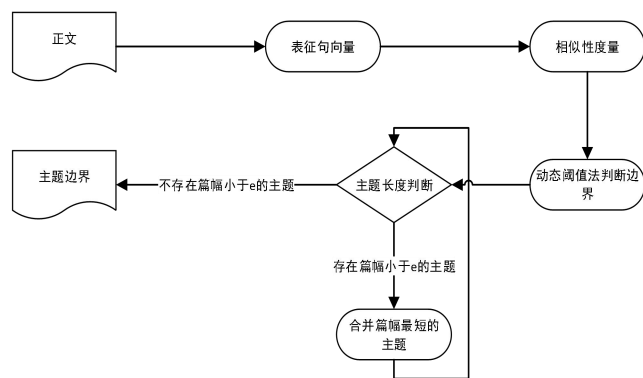 正文
表征句向量
相似性度量
动态阈值法判断边
界
主题长度判断
不存在篇幅小于e的主题
主题边界
存在篇幅小于e的主题
合并篇幅最短的
主题